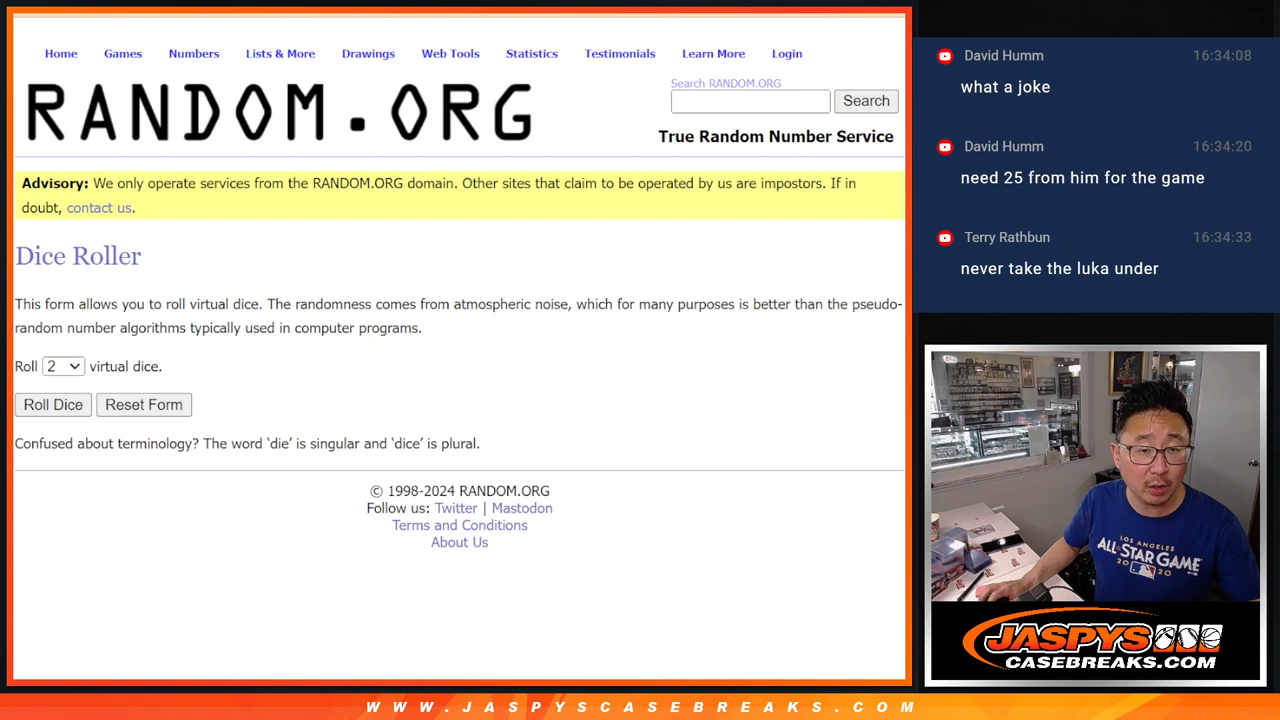 Home Games Numbers Lists & More Drawings Web Tools Statistics Testimonials Learn More Login
RANDOM.ORG
Search RANDOM.ORG
Search
True Random Number Service
Advisory: We only operate services from the RANDOM.ORG domain. Other sites that claim to be operated by us are impostors. If in
doubt, contact us.
Dice Roller
This form allows you to roll virtual dice. The randomness comes from atmospheric noise, which for many purposes is better than the pseudo-
random number algorithms typically used in computer programs.
Roll 2 virtual dice.
Roll Dice Reset Form
Confused about terminology? The word ‘die’ is singular and ‘dice’ is plural.
© 1998-2024 RANDOM.ORG
Follow us: Twitter | Mastodon
Terms and Conditions
About Us
David Humm 16:34:08
what a joke
David Humm 16:34:20
need 25 from him for the game
Terry Rathbun 16:34:33
never take the luka under
LOS ANGELES
ALL-STAR GAME
2020
JASPYS
CASEBREAKS.COM
WWW.JASPYSCASEBREAKS.COM